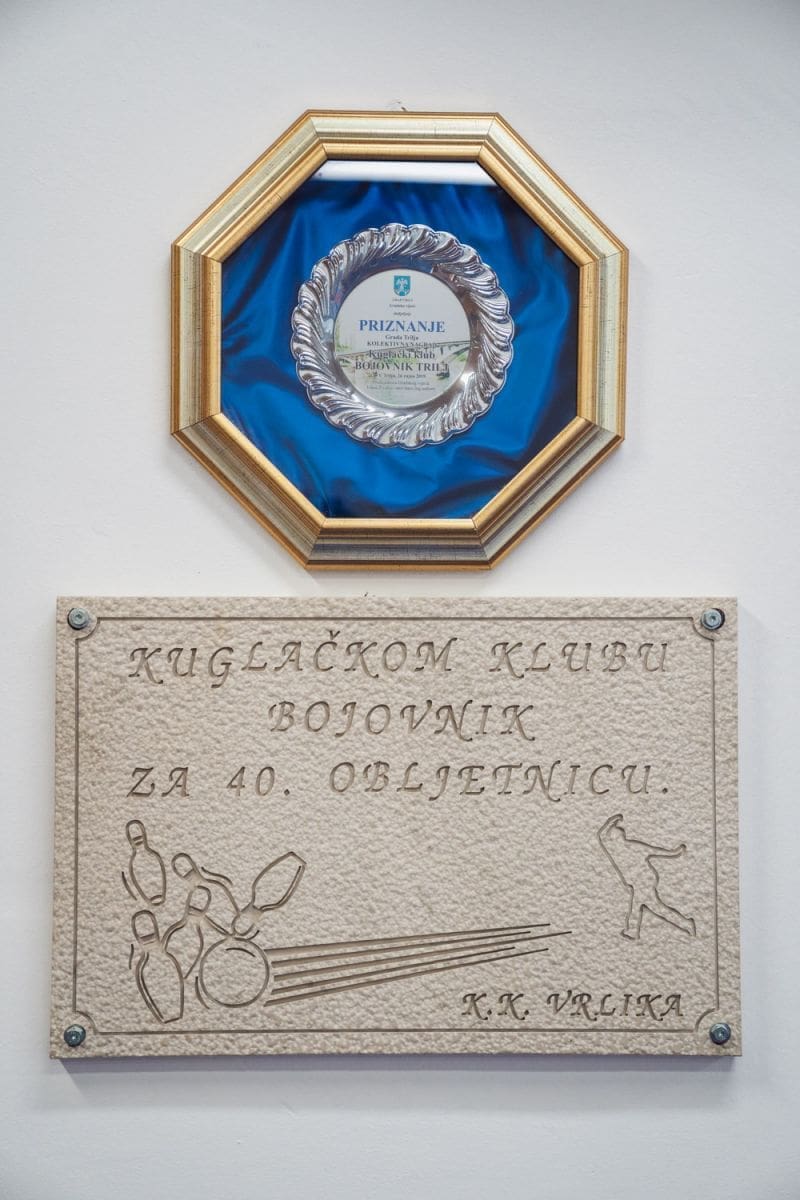 PRIZNANJE
Grada Trilja
KOLEKTIVNA NAGRADA
Kuglački klub
BOJOVNIK TRILJ
KUGLAČKOM KLUBU
BOJOVNIK
ZA 40. OBLJETNICU.
K.K. VRLIKA